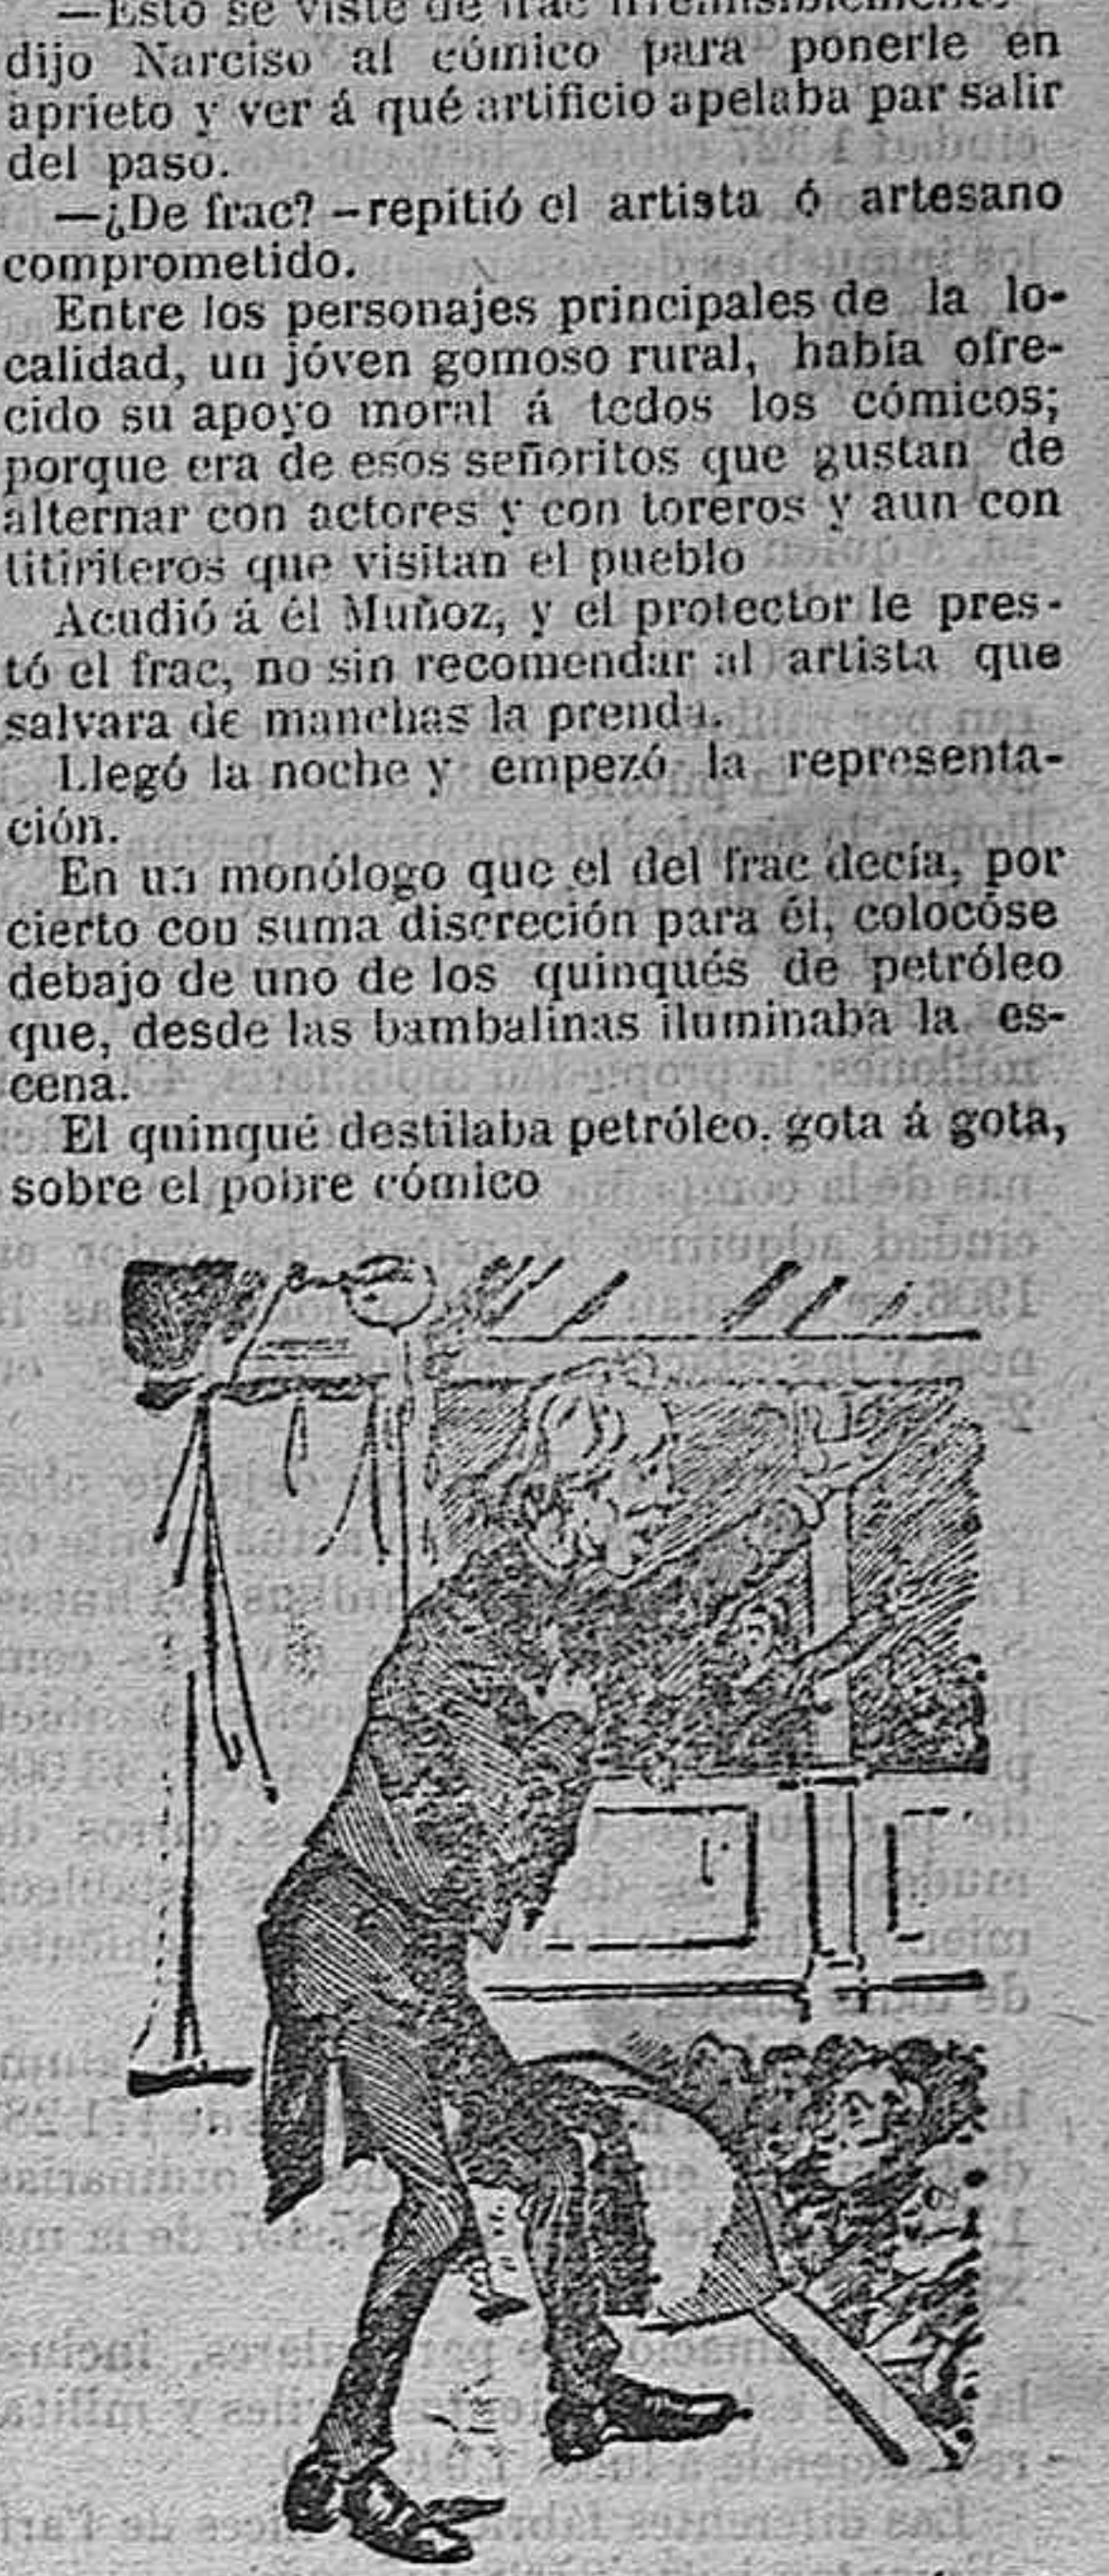 —Esto se viste de frac irremisiblemente—
dijo Narciso al cómico para ponerle en
aprieto y ver á qué artificio apelaba par salir
del paso.
—¿De frac? —repitió el artista ó artesano
comprometido.
Entre los personajes principales de la lo-
calidad, un jóven gomoso rural, había ofre-
cido su apoyo moral á todos los cómicos;
porque era de esos señoritos que gustan de
alternar con actores y con toreros y aun con
titiriteros que visitan el pueblo
Acudió á él Muñoz, y el protector le pres-
tó el frac, no sin recomendar al artista que
salvara de manchas la prenda.
Llegó la noche y empezó la representa-
ción.
En un monólogo que el del frac decía, por
cierto con suma discreción para él, colocóse
debajo de uno de los quinqués de petróleo
que, desde las bambalinas iluminaba la es-
cena.
El quinqué destilaba petróleo. gota á gota,
sobre el pobre cómico